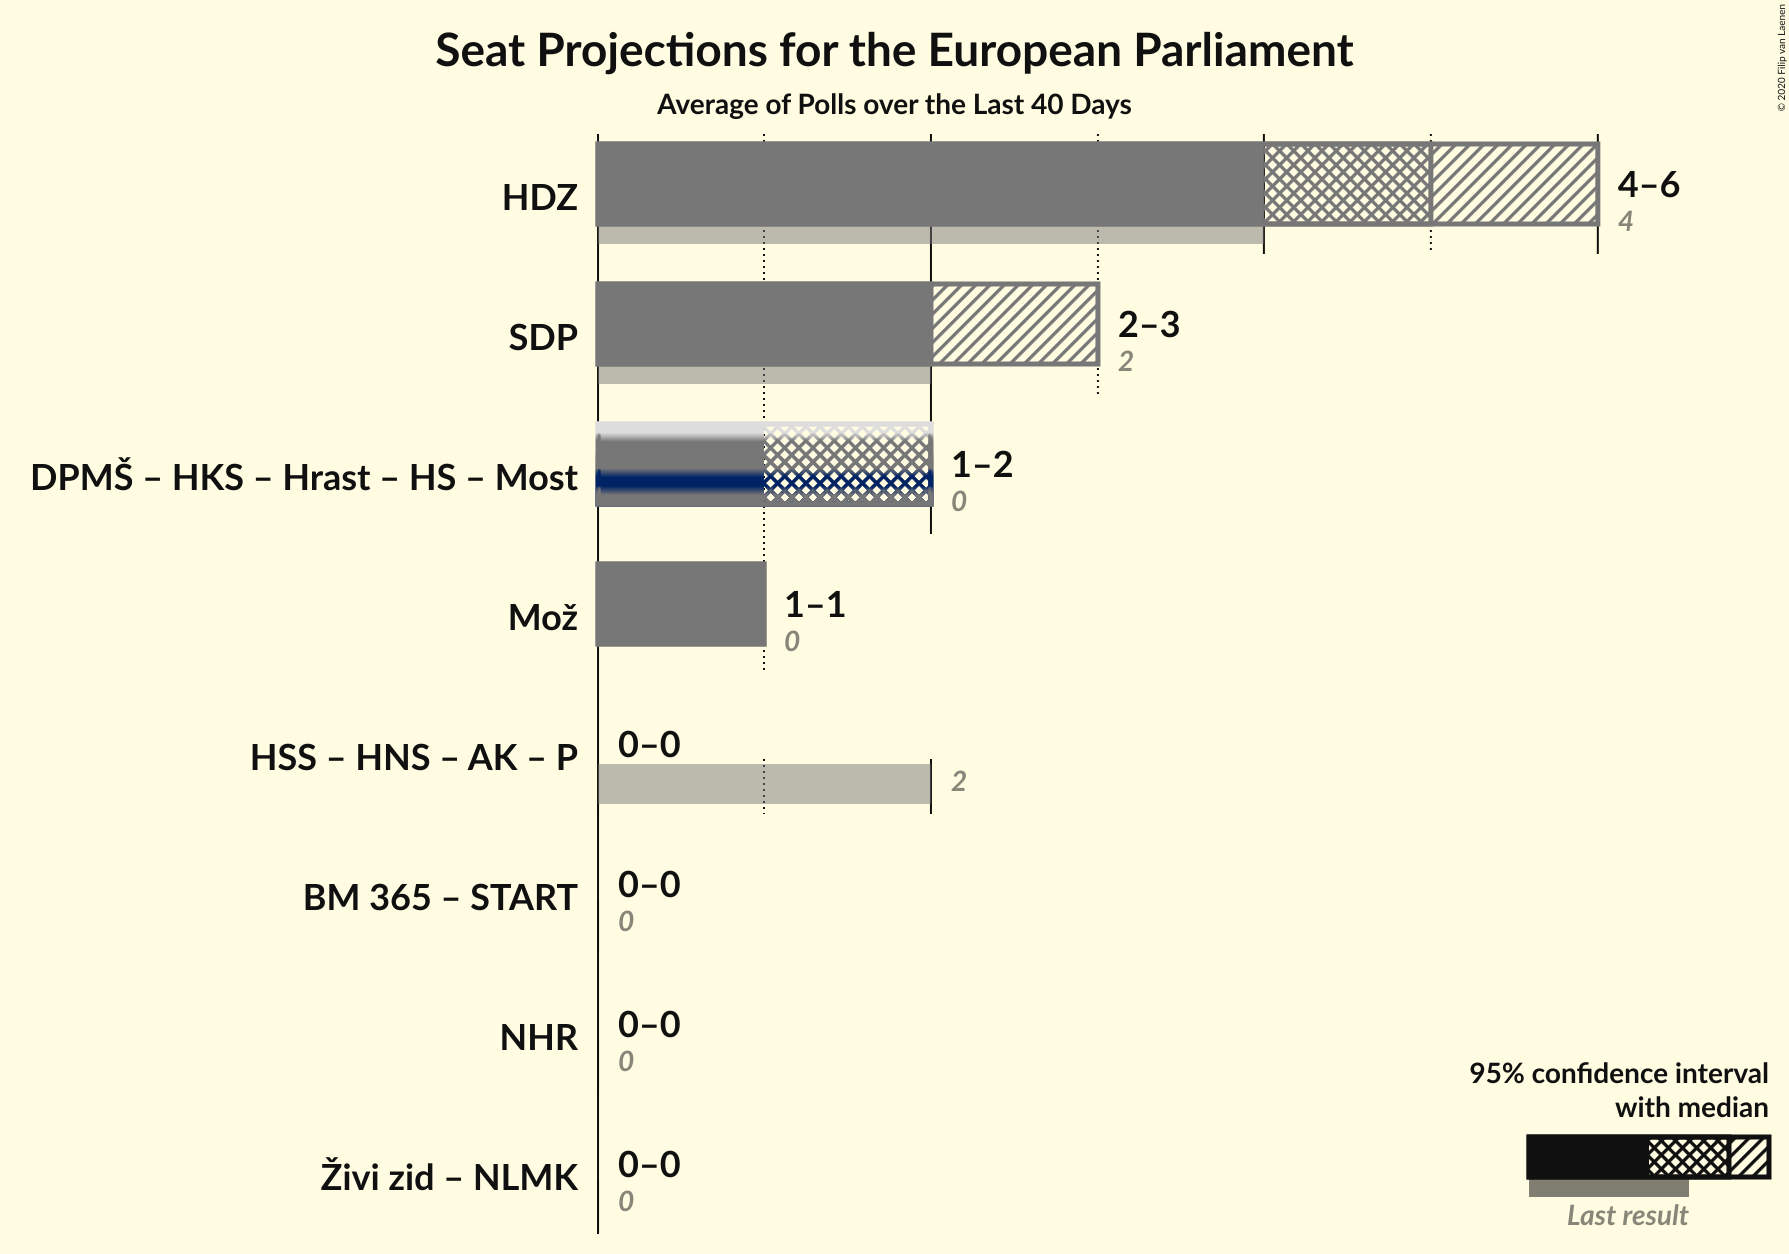 Seat Projections for the European Parliament
Average of Polls over the Last 40 Days
© 2020 Filip van Laenen
HDZ
4–6
4
SDP
2–3
2
DPMŠ – HKS – Hrast – HS – Most
1–2
0
Mož
1–1
0
HSS – HNS – AK – P
0–0
2
BM 365 – START
0–0
0
NHR
0–0
0
Živi zid – NLMK
0–0
0
95% confidence interval
with median
Last result